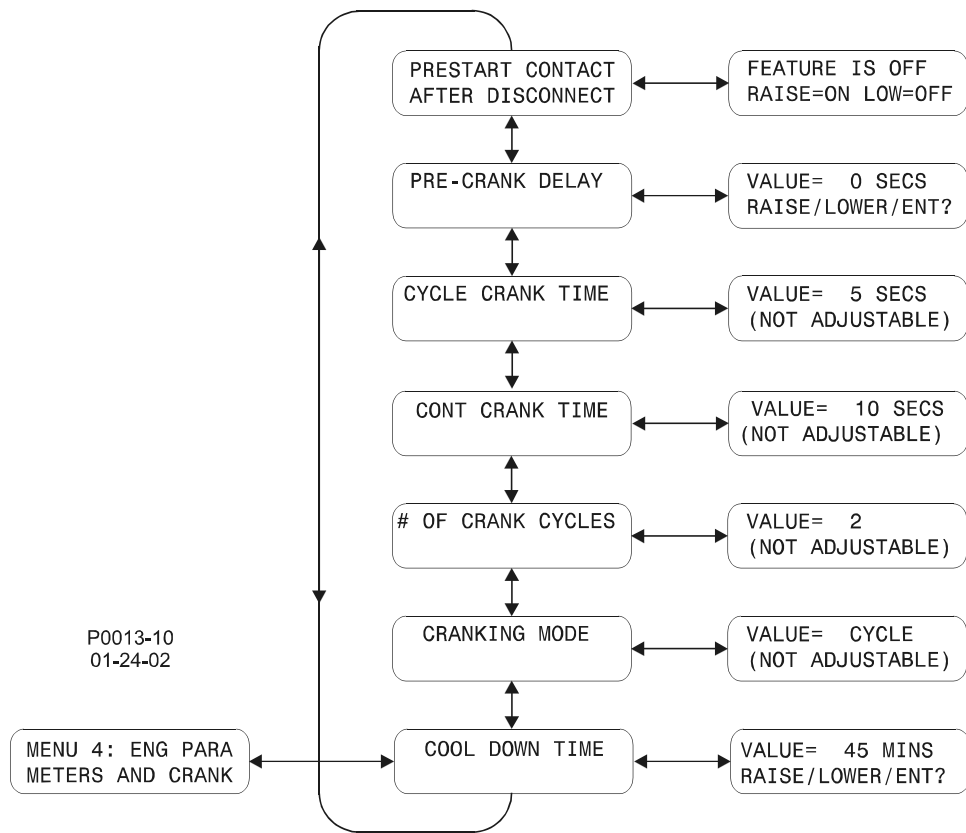 PRESTART CONTACT
AFTER DISCONNECT
FEATURE IS OFF
RAISE=ON LOW=OFF
PRE-CRANK DELAY
VALUE= 0 SECS
RAISE/LOWER/ENT?
CYCLE CRANK TIME
VALUE= 5 SECS
(NOT ADJUSTABLE)
CONT CRANK TIME
VALUE= 10 SECS
(NOT ADJUSTABLE)
# OF CRANK CYCLES
VALUE= 2
(NOT ADJUSTABLE)
CRANKING MODE
VALUE= CYCLE
(NOT ADJUSTABLE)
P0013-10
01-24-02
MENU 4: ENG PARA
METERS AND CRANK
COOL DOWN TIME
VALUE= 45 MINS
RAISE/LOWER/ENT?